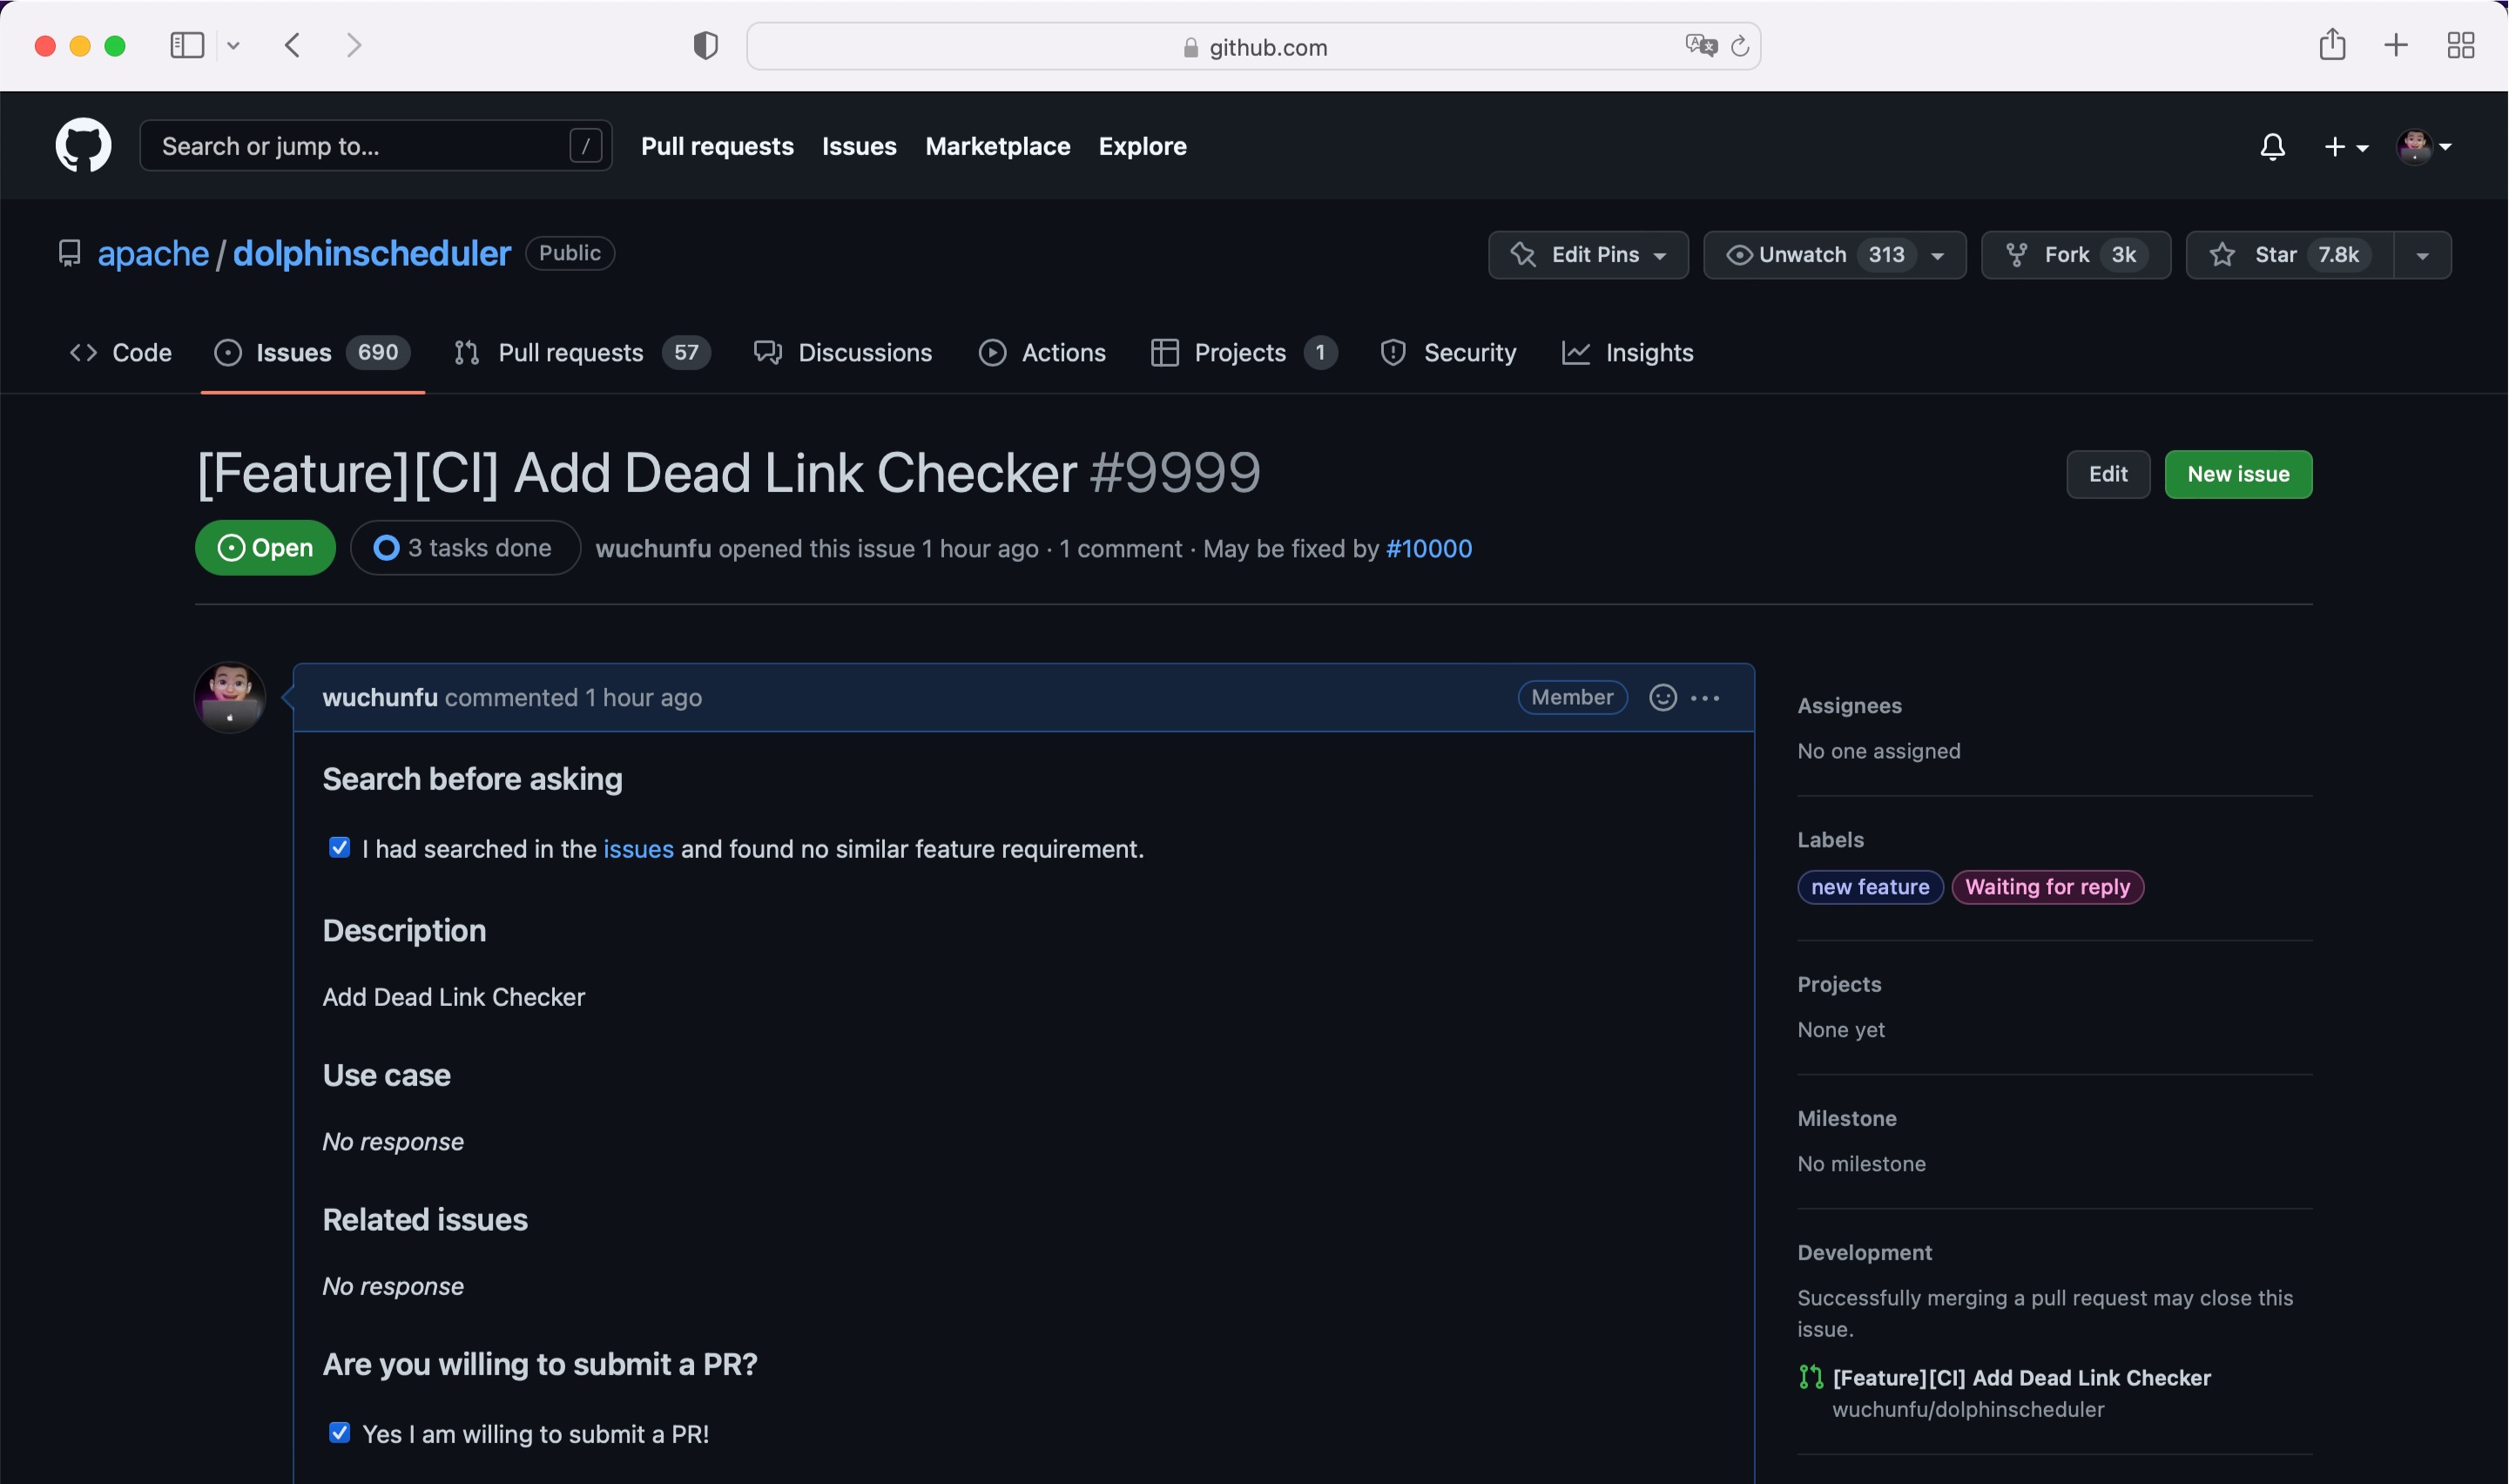 github.com
Search or jump to... /
Pull requests Issues Marketplace Explore
apache/dolphinscheduler Public
Edit Pins Unwatch 313 Fork 3k Star 7.8k
Code Issues 690 Pull requests 57 Discussions Actions Projects 1 Security Insights
[Feature][CI] Add Dead Link Checker #9999
Edit New issue
Open 3 tasks done wuchunfu opened this issue 1 hour ago · 1 comment · May be fixed by #10000
wuchunfu commented 1 hour ago Member
Search before asking
I had searched in the issues and found no similar feature requirement.
Description
Add Dead Link Checker
Use case
No response
Related issues
No response
Are you willing to submit a PR?
Yes I am willing to submit a PR!
Assignees
No one assigned
Labels
new feature Waiting for reply
Projects
None yet
Milestone
No milestone
Development
Successfully merging a pull request may close this
issue.
[Feature][CI] Add Dead Link Checker
wuchunfu/dolphinscheduler